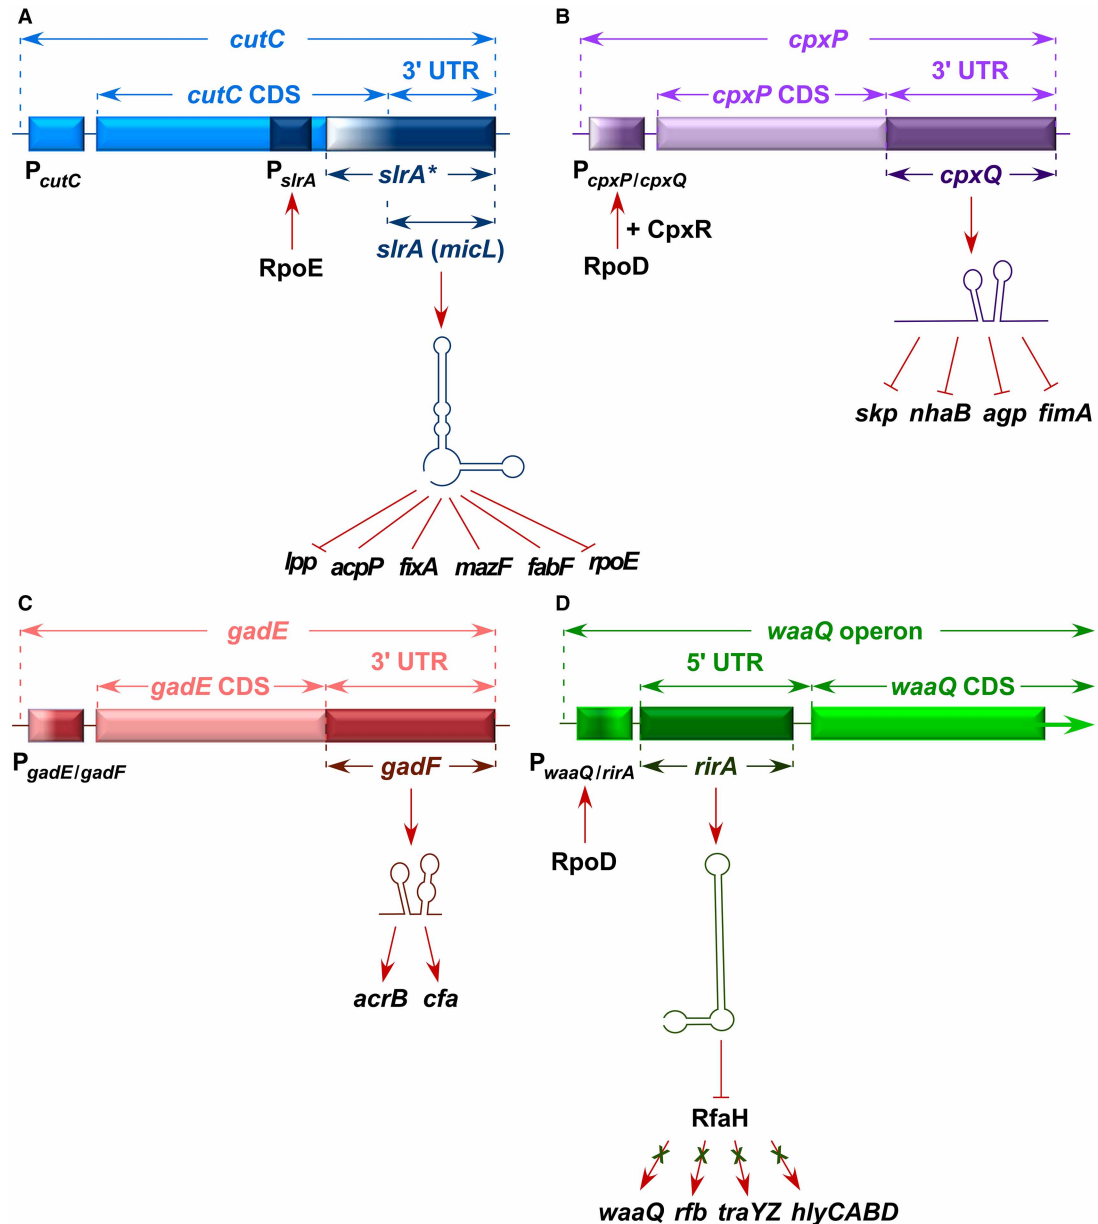 A
cutC
3' UTR
cutC CDS
PcutC
PslrA
slrA*
RpoE
slrA (micL)
lpp acpP fixA mazF fabF rpoE
B
cpxP
3' UTR
cpxP CDS
PcpxP/cpxQ
cpxQ
+ CpxR
RpoD
skp nhaB agp fimA
C
gadE
3' UTR
gadE CDS
PgadE/gadF
gadF
acrB cfa
D
waaQ operon
5' UTR
waaQ CDS
PwaaQ/rirA
rirA
RpoD
RfaH
X X X X
waaQ rfb traYZ hlyCABD